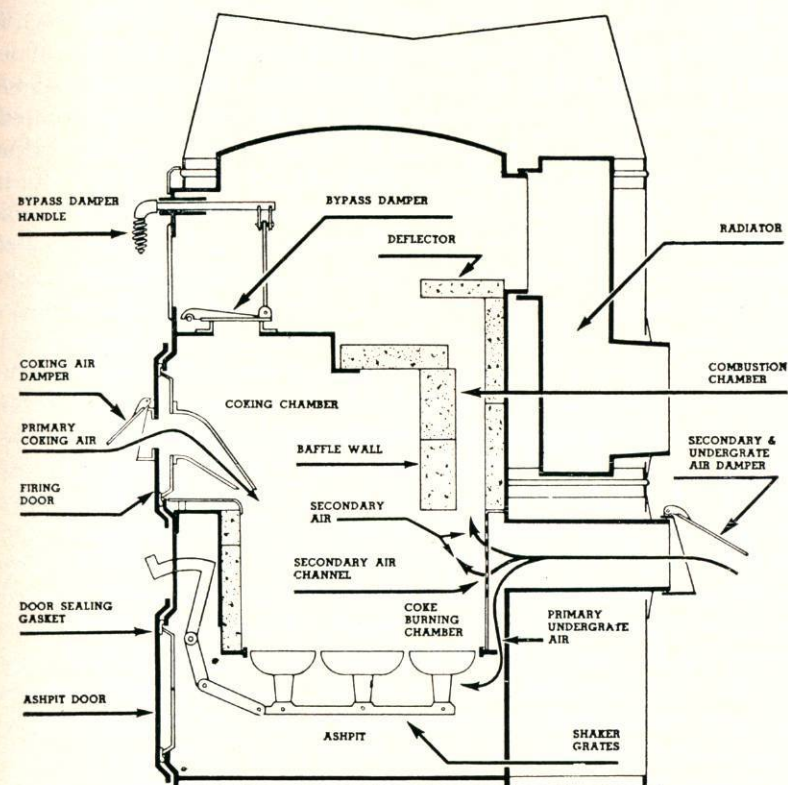 BYPASS DAMPER
HANDLE
BYPASS DAMPER
DEFLECTOR
RADIATOR
COKING AIR
DAMPER
COKING CHAMBER
COMBUSTION
CHAMBER
PRIMARY
COKING AIR
BAFFLE WALL
SECONDARY &
UNDERGRATE
AIR DAMPER
FIRING
DOOR
SECONDARY
AIR
SECONDARY AIR
CHANNEL
DOOR SEALING
GASKET
COKE
BURNING
CHAMBER
PRIMARY
UNDERGRATE
AIR
ASHPIT DOOR
ASHPIT
SHAKER
GRATES